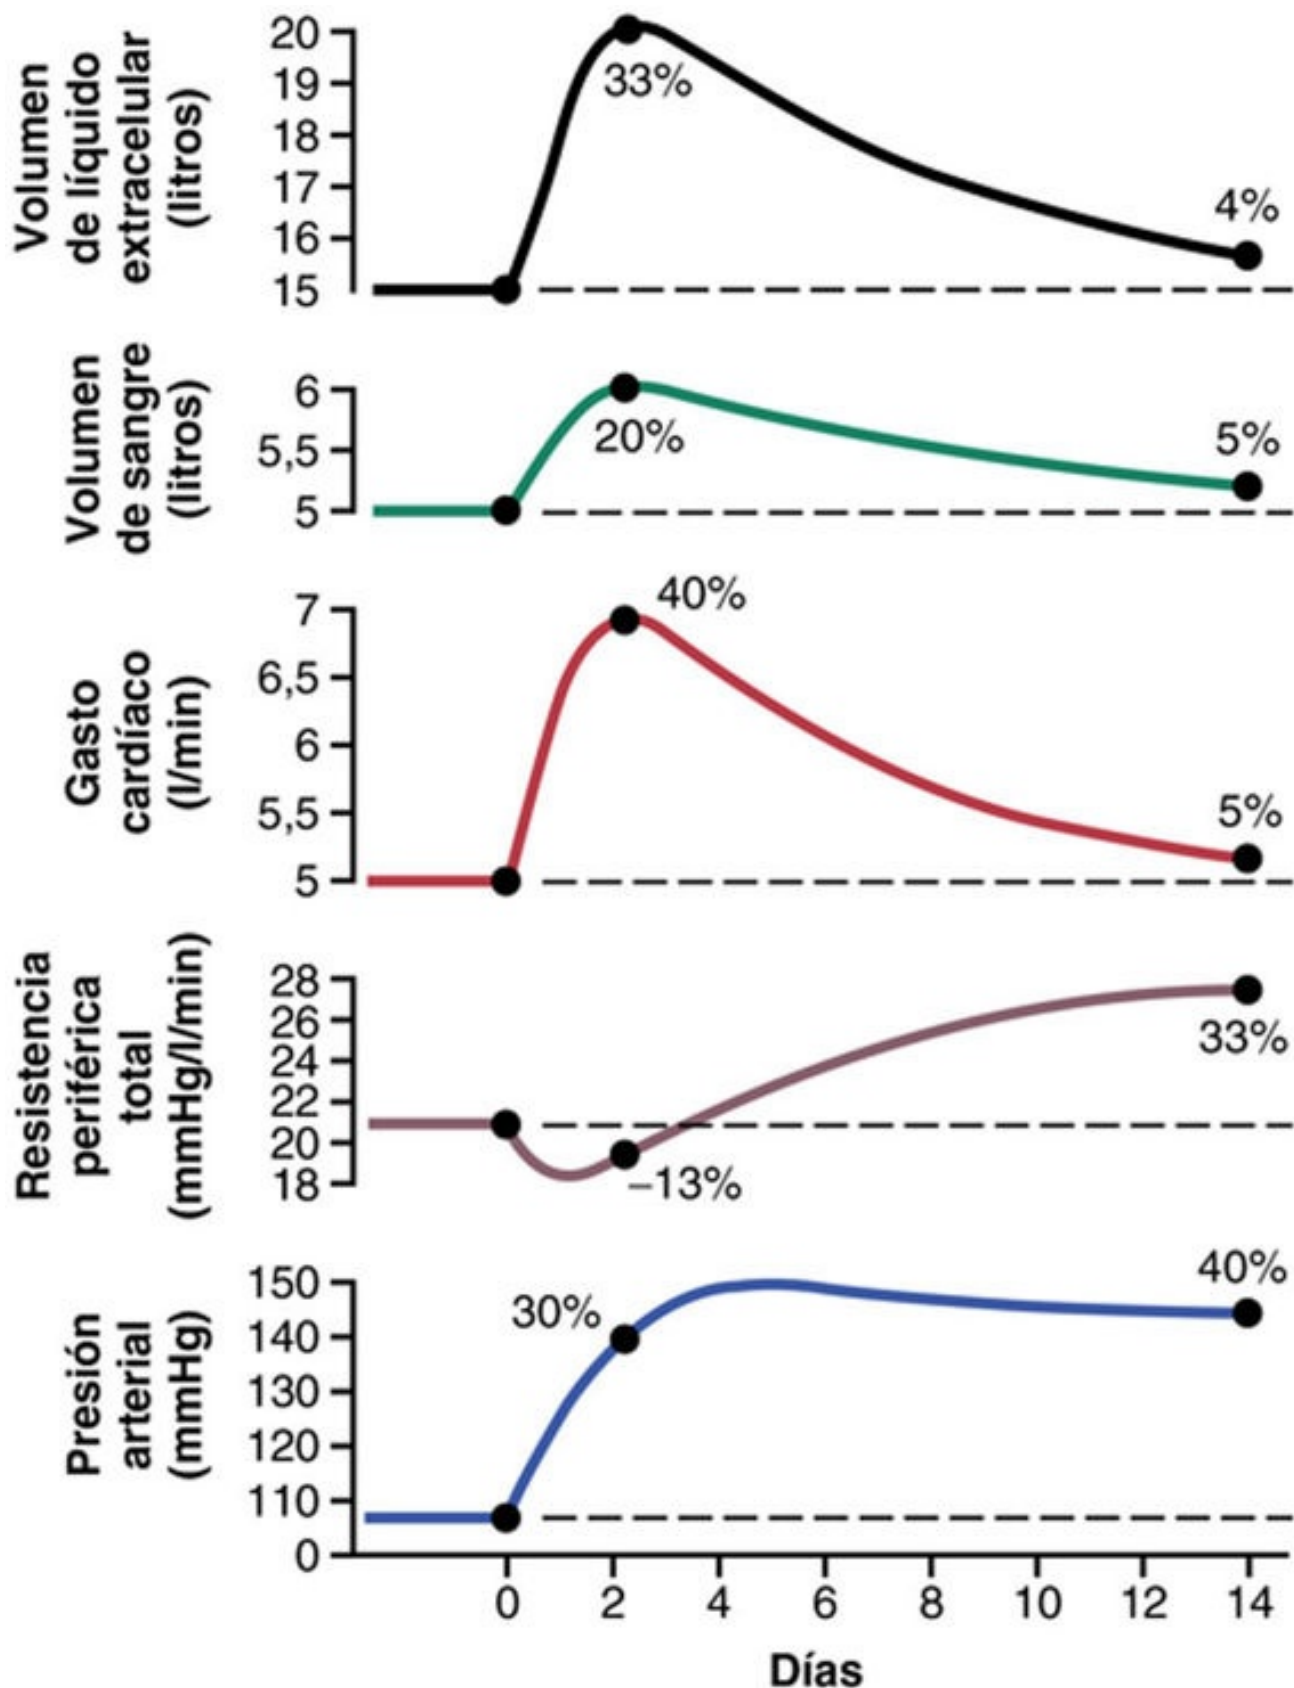 Volumen
de líquido
extracelular
(litros)
20
19
18
17
16
15
33%
4%
Volumen
de sangre
(litros)
6
5,5
5
20%
5%
Gasto
cardíaco
(l/min)
7
6,5
6
5,5
5
40%
5%
Resistencia
periférica
total
(mmHg/l/min)
28
26
24
22
20
18
–13%
33%
Presión
arterial
(mmHg)
150
140
130
120
110
0
30%
40%
0 2 4 6 8 10 12 14
Días